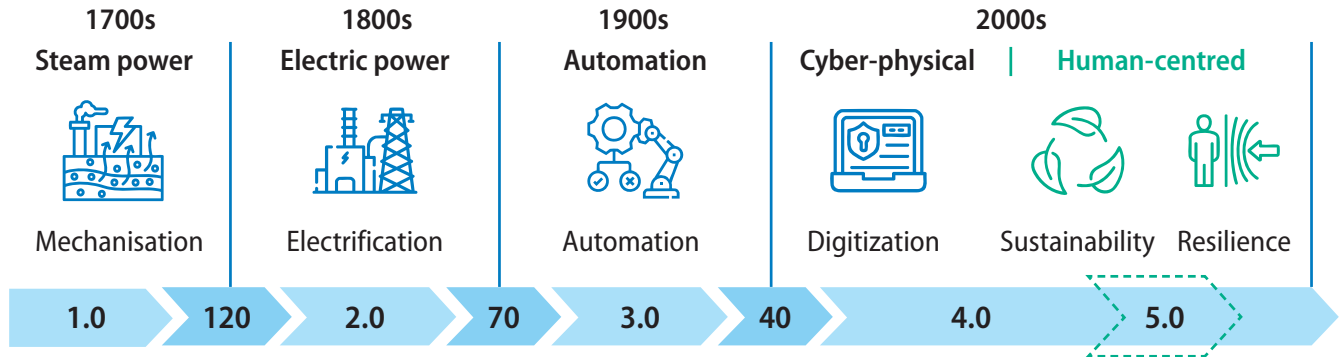 1700s 1800s 1900s 2000s
Steam power Electric power Automation Cyber-physical | Human-centred
Mechanisation Electrification Automation Digitization Sustainability Resilience
1.0 120 2.0 70 3.0 40 4.0 5.0